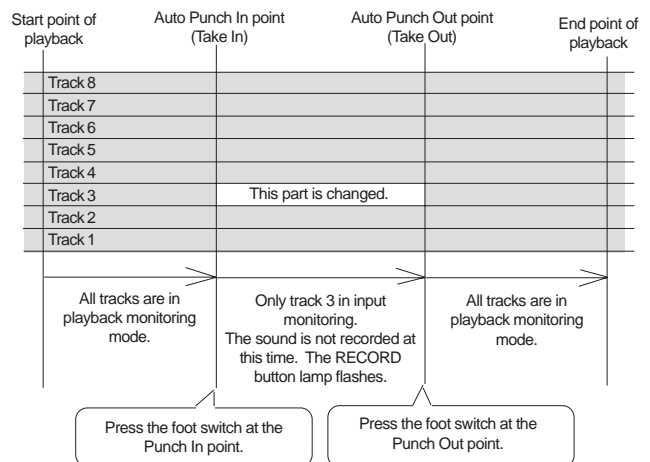 Start point of
playback
Auto Punch In point
(Take In)
Auto Punch Out point
(Take Out)
End point of
playback
Track 8
Track 7
Track 6
Track 5
Track 4
Track 3
This part is changed.
Track 2
Track 1
All tracks are in
playback monitoring
mode.
Only track 3 in input
monitoring.
The sound is not recorded at
this time. The RECORD
button lamp flashes.
All tracks are in
playback monitoring
mode.
Press the foot switch at the
Punch In point.
Press the foot switch at the
Punch Out point.